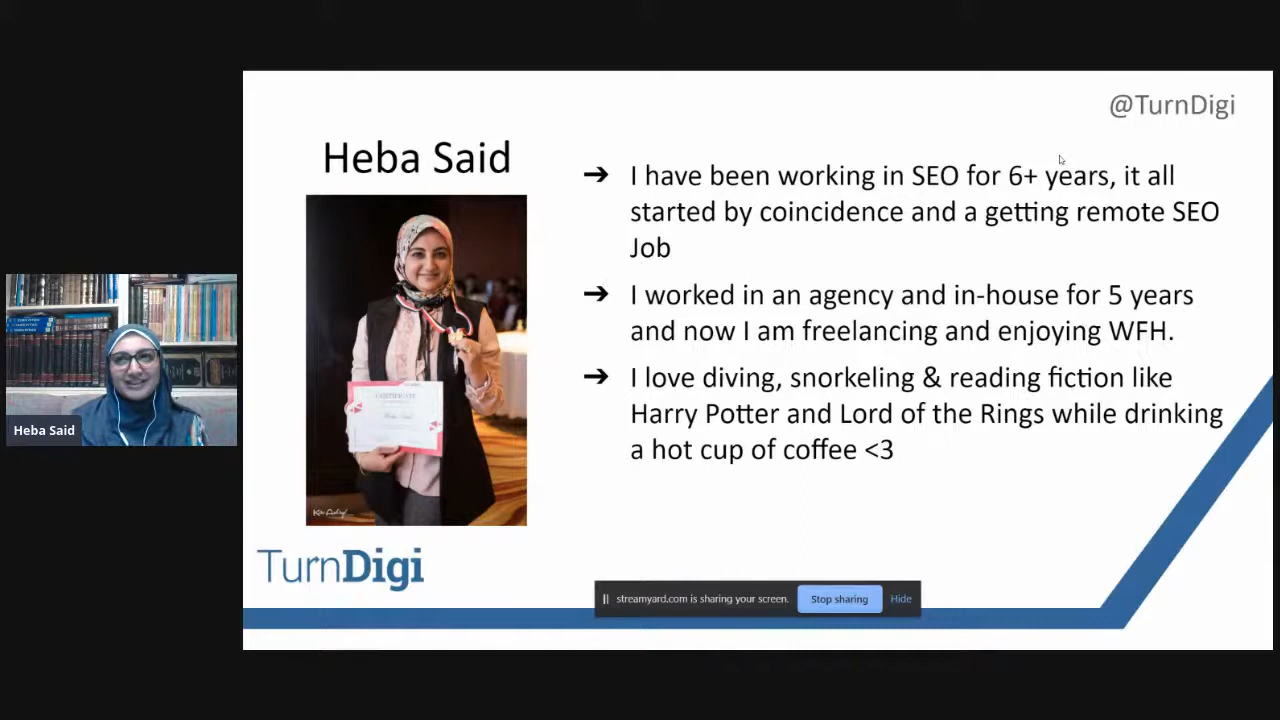 @TurnDigi
Heba Said
➔ I have been working in SEO for 6+ years, it all
started by coincidence and a getting remote SEO
Job
➔ I worked in an agency and in-house for 5 years
and now I am freelancing and enjoying WFH.
➔ I love diving, snorkeling & reading fiction like
Harry Potter and Lord of the Rings while drinking
a hot cup of coffee <3
CERTIFICATE
Heba Said
TurnDigi
streamyard.com is sharing your screen.
Stop sharing
Hide